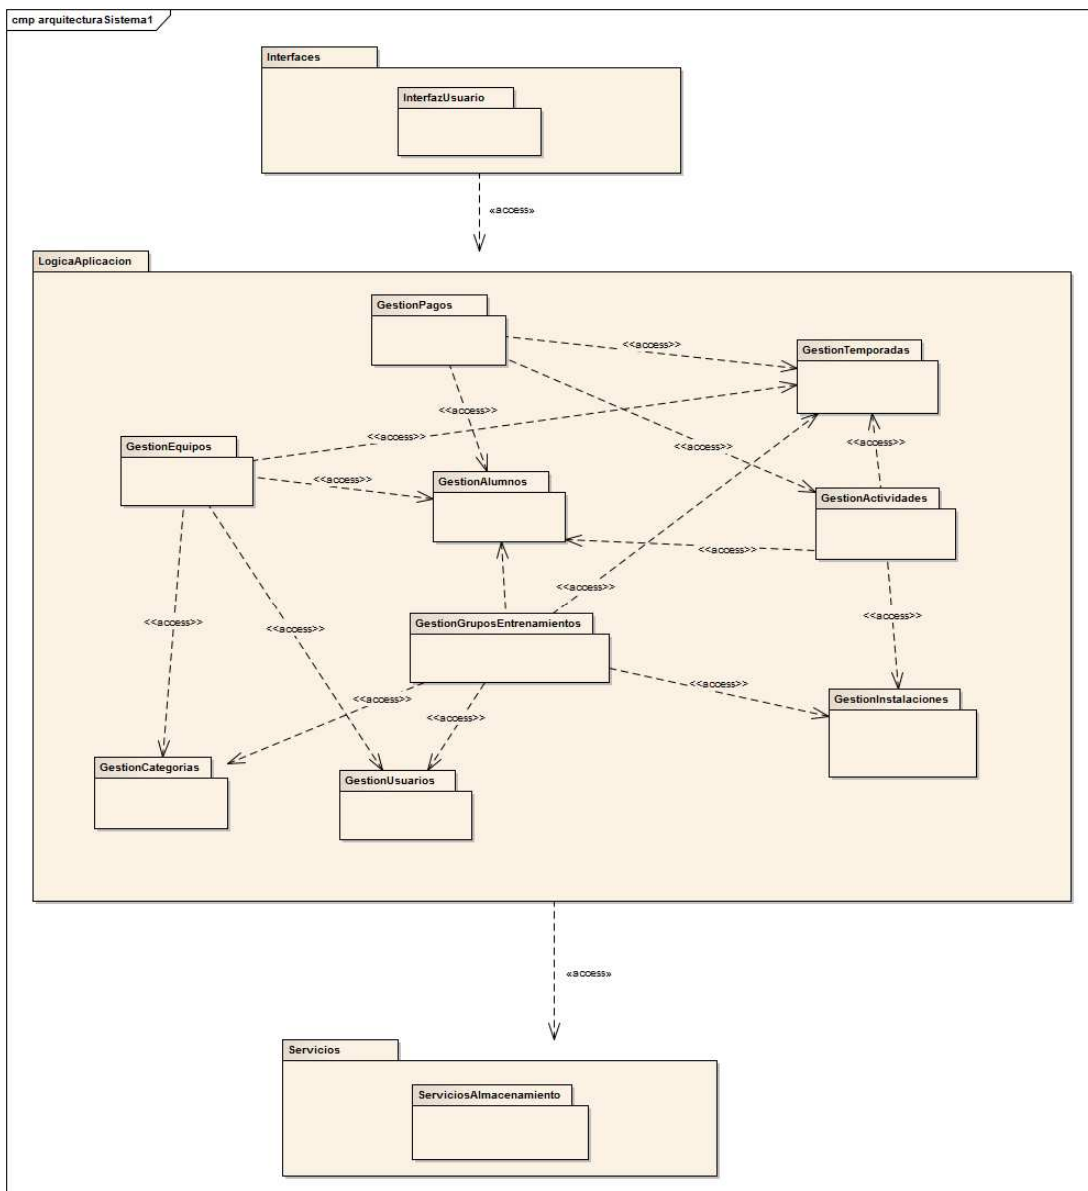 cmp arquitecturaSistema1
Interfaces
InterfazUsuario
«access»
LogicaAplicacion
GestionPagos
<<access>>
GestionTemporadas
<<access>>
<<access>>
<<access>>
<<access>>
GestionEquipos
<<access>>
GestionAlumnos
GestionActividades
<<access>>
<<access>>
GestionGruposEntrenamientos
<<access>>
<<access>>
<<access>>
<<access>>
<<access>>
GestionInstalaciones
GestionCategorias
GestionUsuarios
«access»
Servicios
ServiciosAlmacenamiento